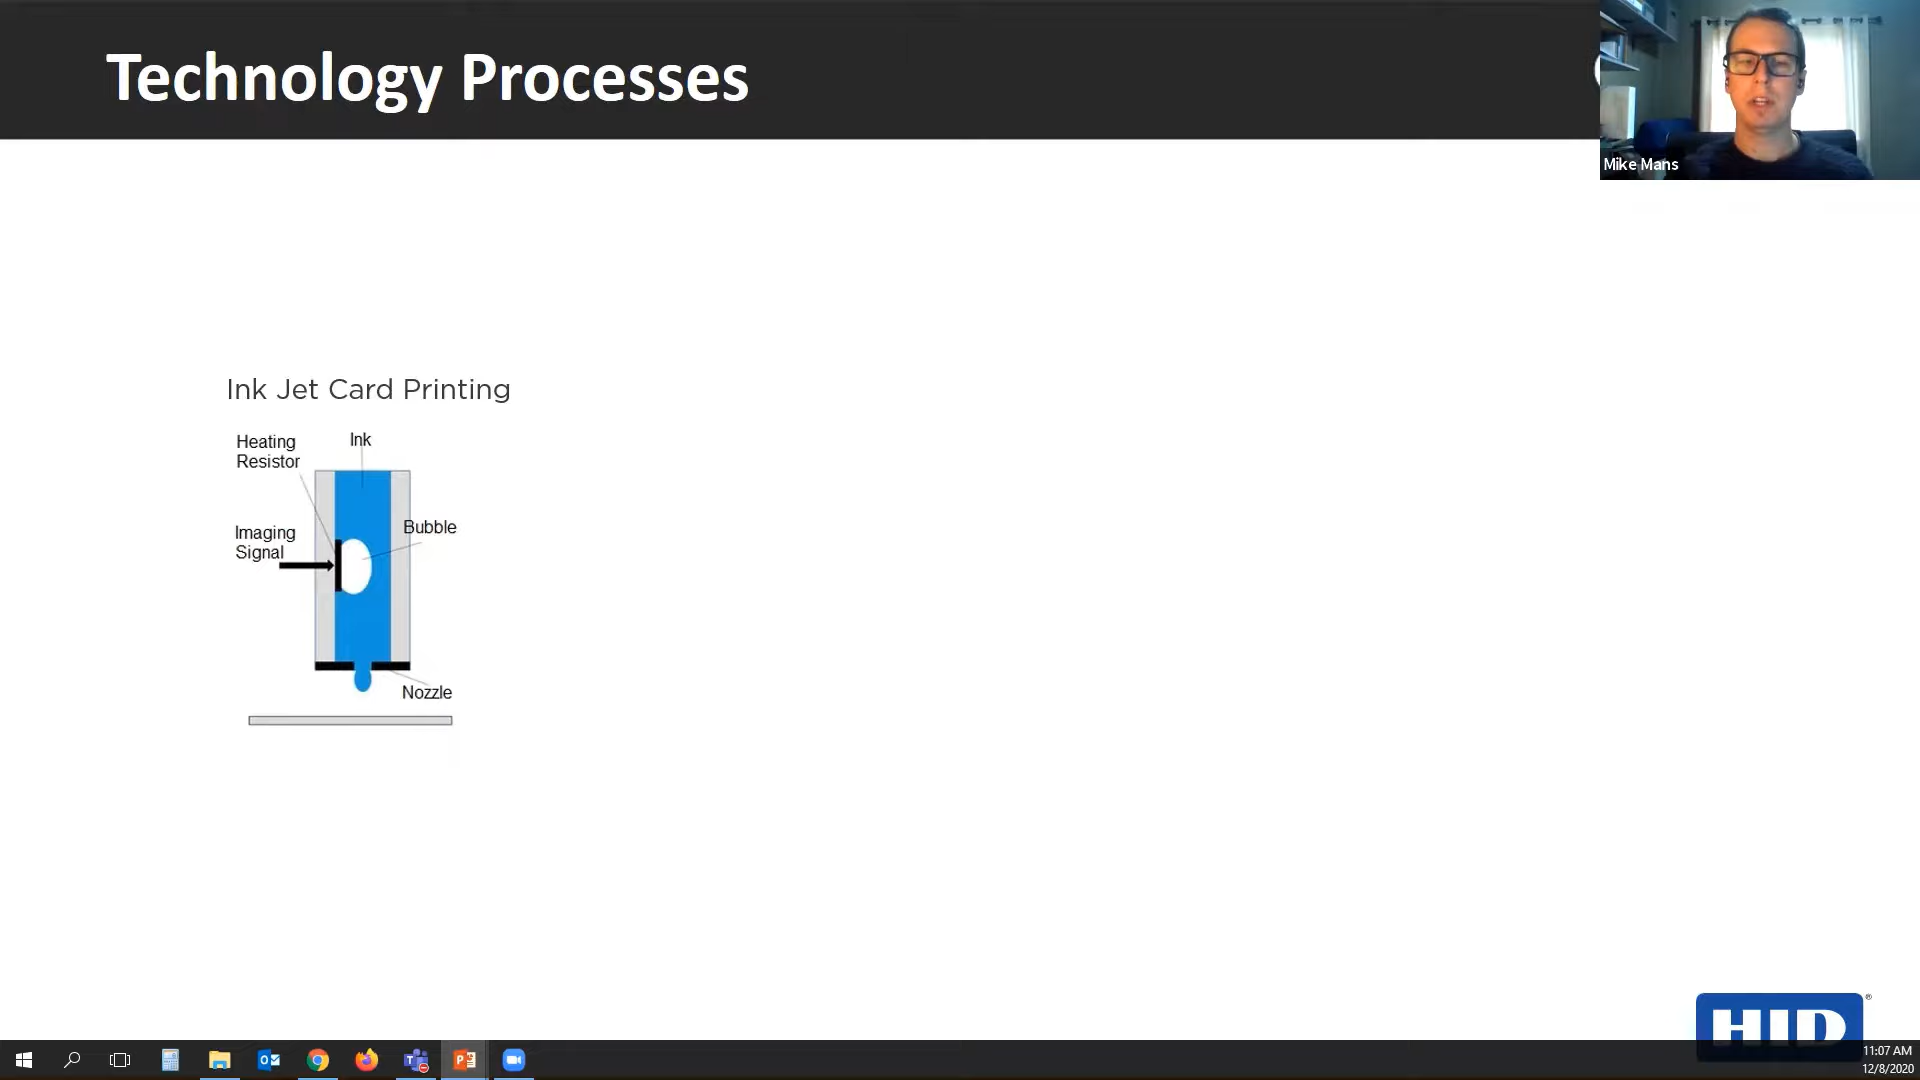 Technology Processes
Mike Mans
Ink Jet Card Printing
Heating
Resistor
Ink
Imaging
Signal
Bubble
Nozzle
HID
®
11:07 AM
12/8/2020